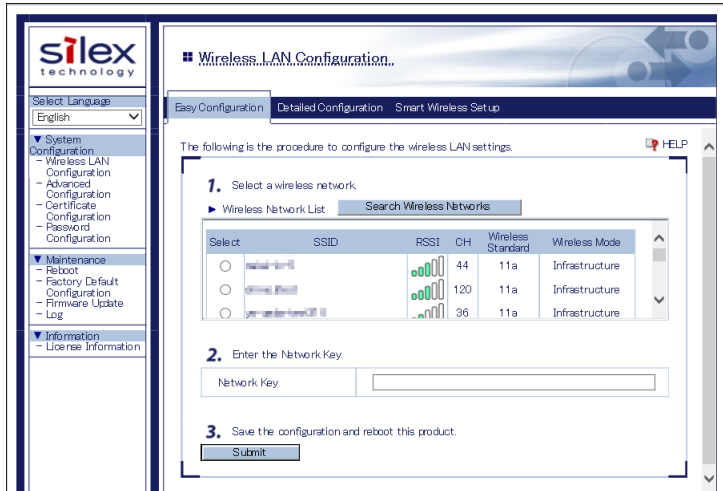 silex
technology
Select Language
English
▼ System
Configuration
- Wireless LAN
Configuration
- Advanced
Configuration
- Certificate
Configuration
- Password
Configuration
▼ Maintenance
- Reboot
- Factory Default
Configuration
- Firmware Update
- Log
▼ Information
- License Information
Wireless LAN Configuration
Easy Configuration Detailed Configuration Smart Wireless Setup
The following is the procedure to configure the wireless LAN settings.
HELP
1. Select a wireless network.
► Wireless Network List Search Wireless Networks
Select SSID RSSI CH Wireless Standard Wireless Mode
44 11a Infrastructure
120 11a Infrastructure
36 11a Infrastructure
2. Enter the Network Key.
Network Key
3. Save the configuration and reboot this product.
Submit